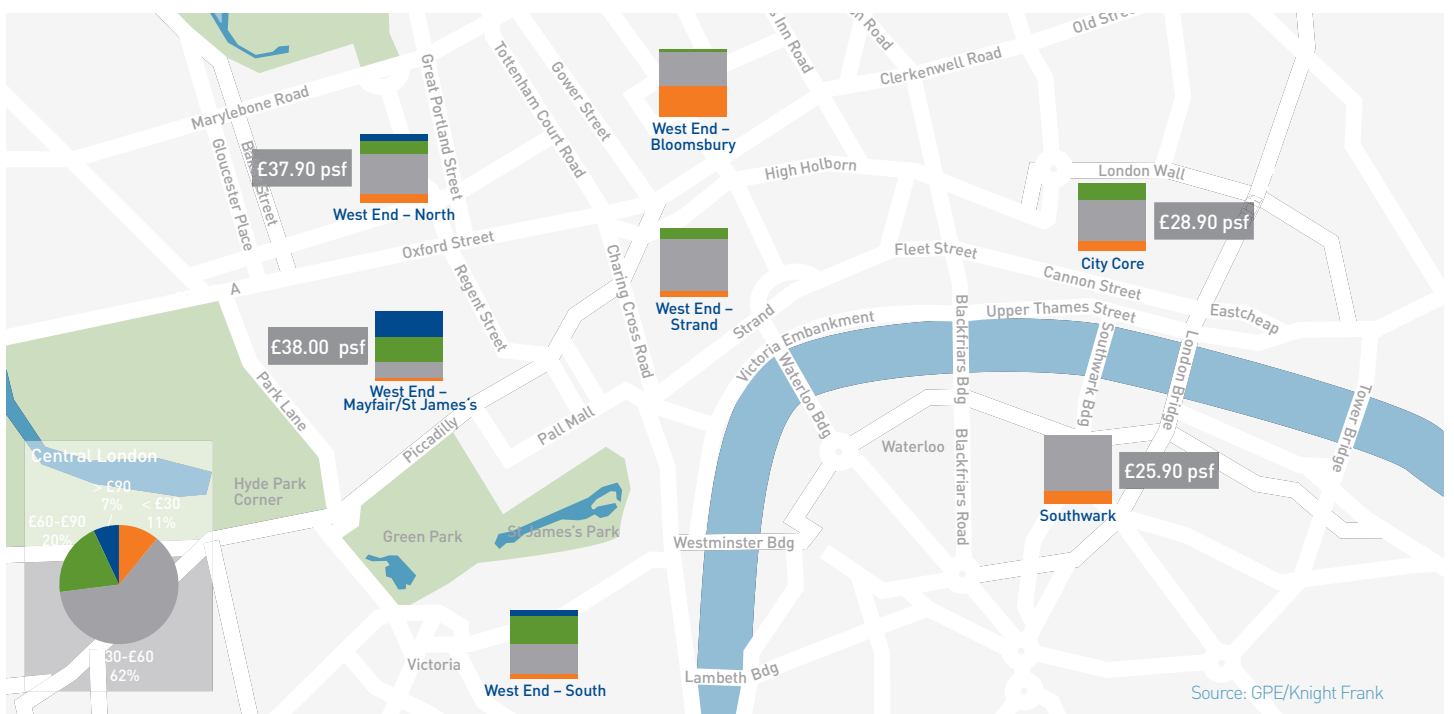 Inn Road
Old Street
Clerkenwell Road
Great Portland Street
Tottenham Court Road
Gower Street
Marylebone Road
Gloucester Place
Street
£37.90 psf
West End – North
West End –
Bloomsbury
High Holborn
London Wall
£28.90 psf
City Core
Oxford Street
Regent Street
Charing Cross Road
West End –
Strand
Fleet Street
Cannon Street
Upper Thames Street
Eastcheap
A
£38.00 psf
West End –
Mayfair/St James's
Strand
Victoria Embankment
Waterloo Bdg
Blackfriars Bdg
Southwark Bdg
London Bridge
Tower Bridge
Park Lane
Piccadilly
Pall Mall
Waterloo
Blackfriars Road
£25.90 psf
Southwark
Central London
> £90
7%
< £30
11%
£60-£90
20%
30-£60
62%
Hyde Park
Corner
Green Park
St James's Park
Westminster Bdg
Victoria
West End – South
Lambeth Bdg
Source: GPE/Knight Frank